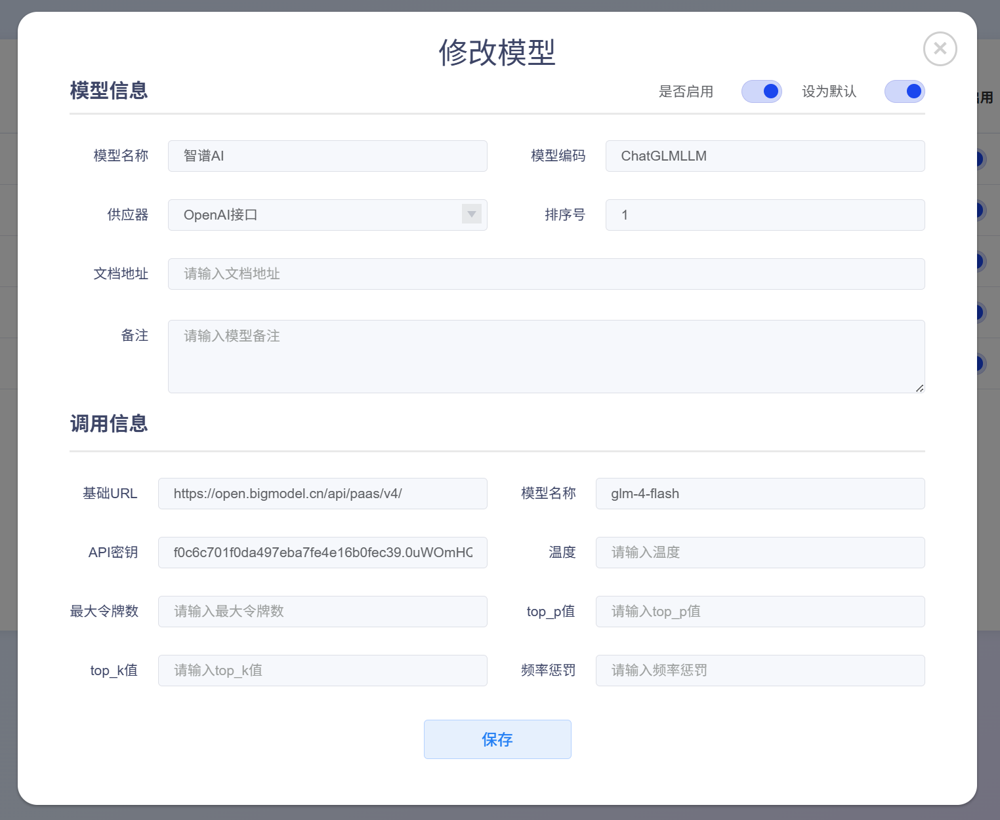 修改模型
模型信息
是否启用
设为默认
启用
模型名称 智谱AI
模型编码 ChatGLMLLM
供应器 OpenAI接口
排序号 1
文档地址 请输入文档地址
备注 请输入模型备注
调用信息
基础URL https://open.bigmodel.cn/api/paas/v4/
模型名称 glm-4-flash
API密钥 f0c6c701f0da497eba7fe4e16b0fec39.0uWOmHC
温度 请输入温度
最大令牌数 请输入最大令牌数
top_p值 请输入top_p值
top_k值 请输入top_k值
频率惩罚 请输入频率惩罚
保存